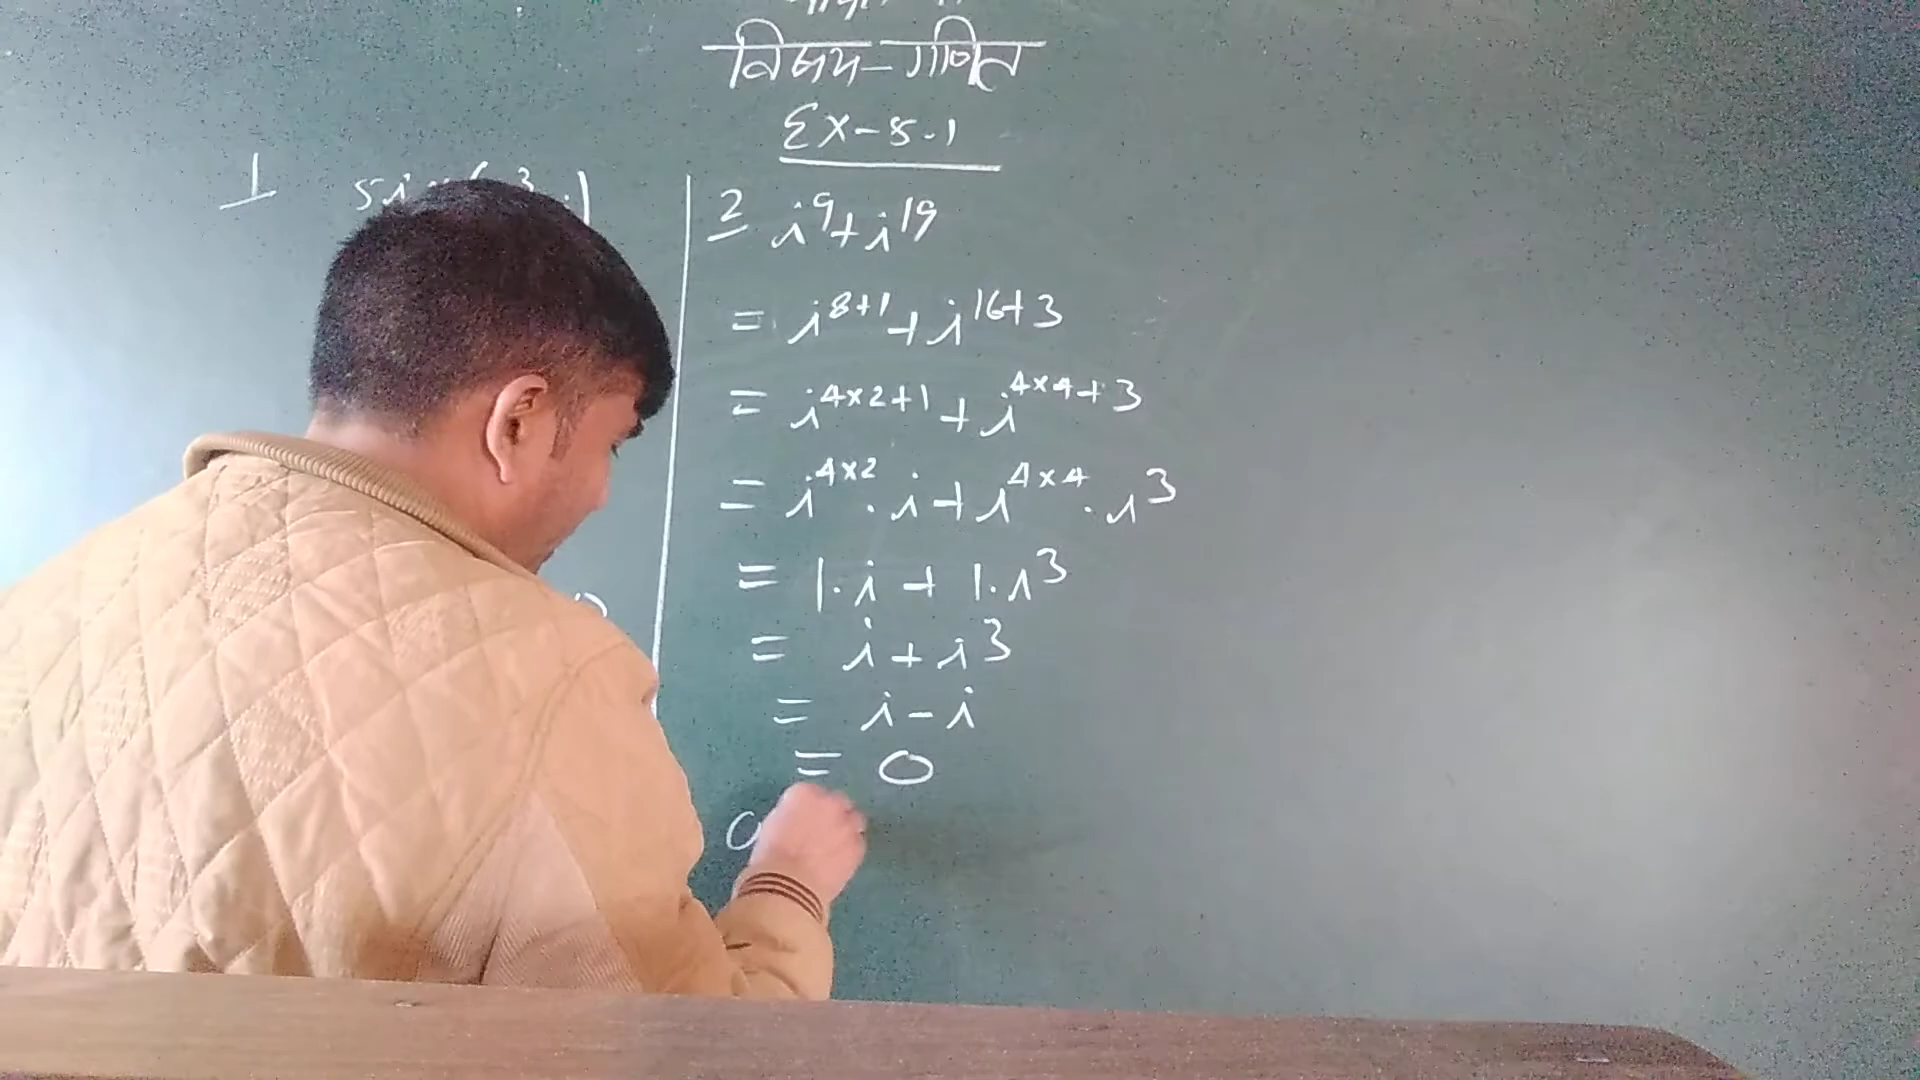 विषय-गणित
Ex-5.1
1
2 i⁹+i¹⁹
= i⁸⁺¹+i¹⁶⁺³
= i⁴ˣ²⁺¹+i⁴ˣ⁴⁺³
= i⁴ˣ².i+i⁴ˣ⁴.i³
= 1.i+1.i³
= i+i³
= i-i
= 0